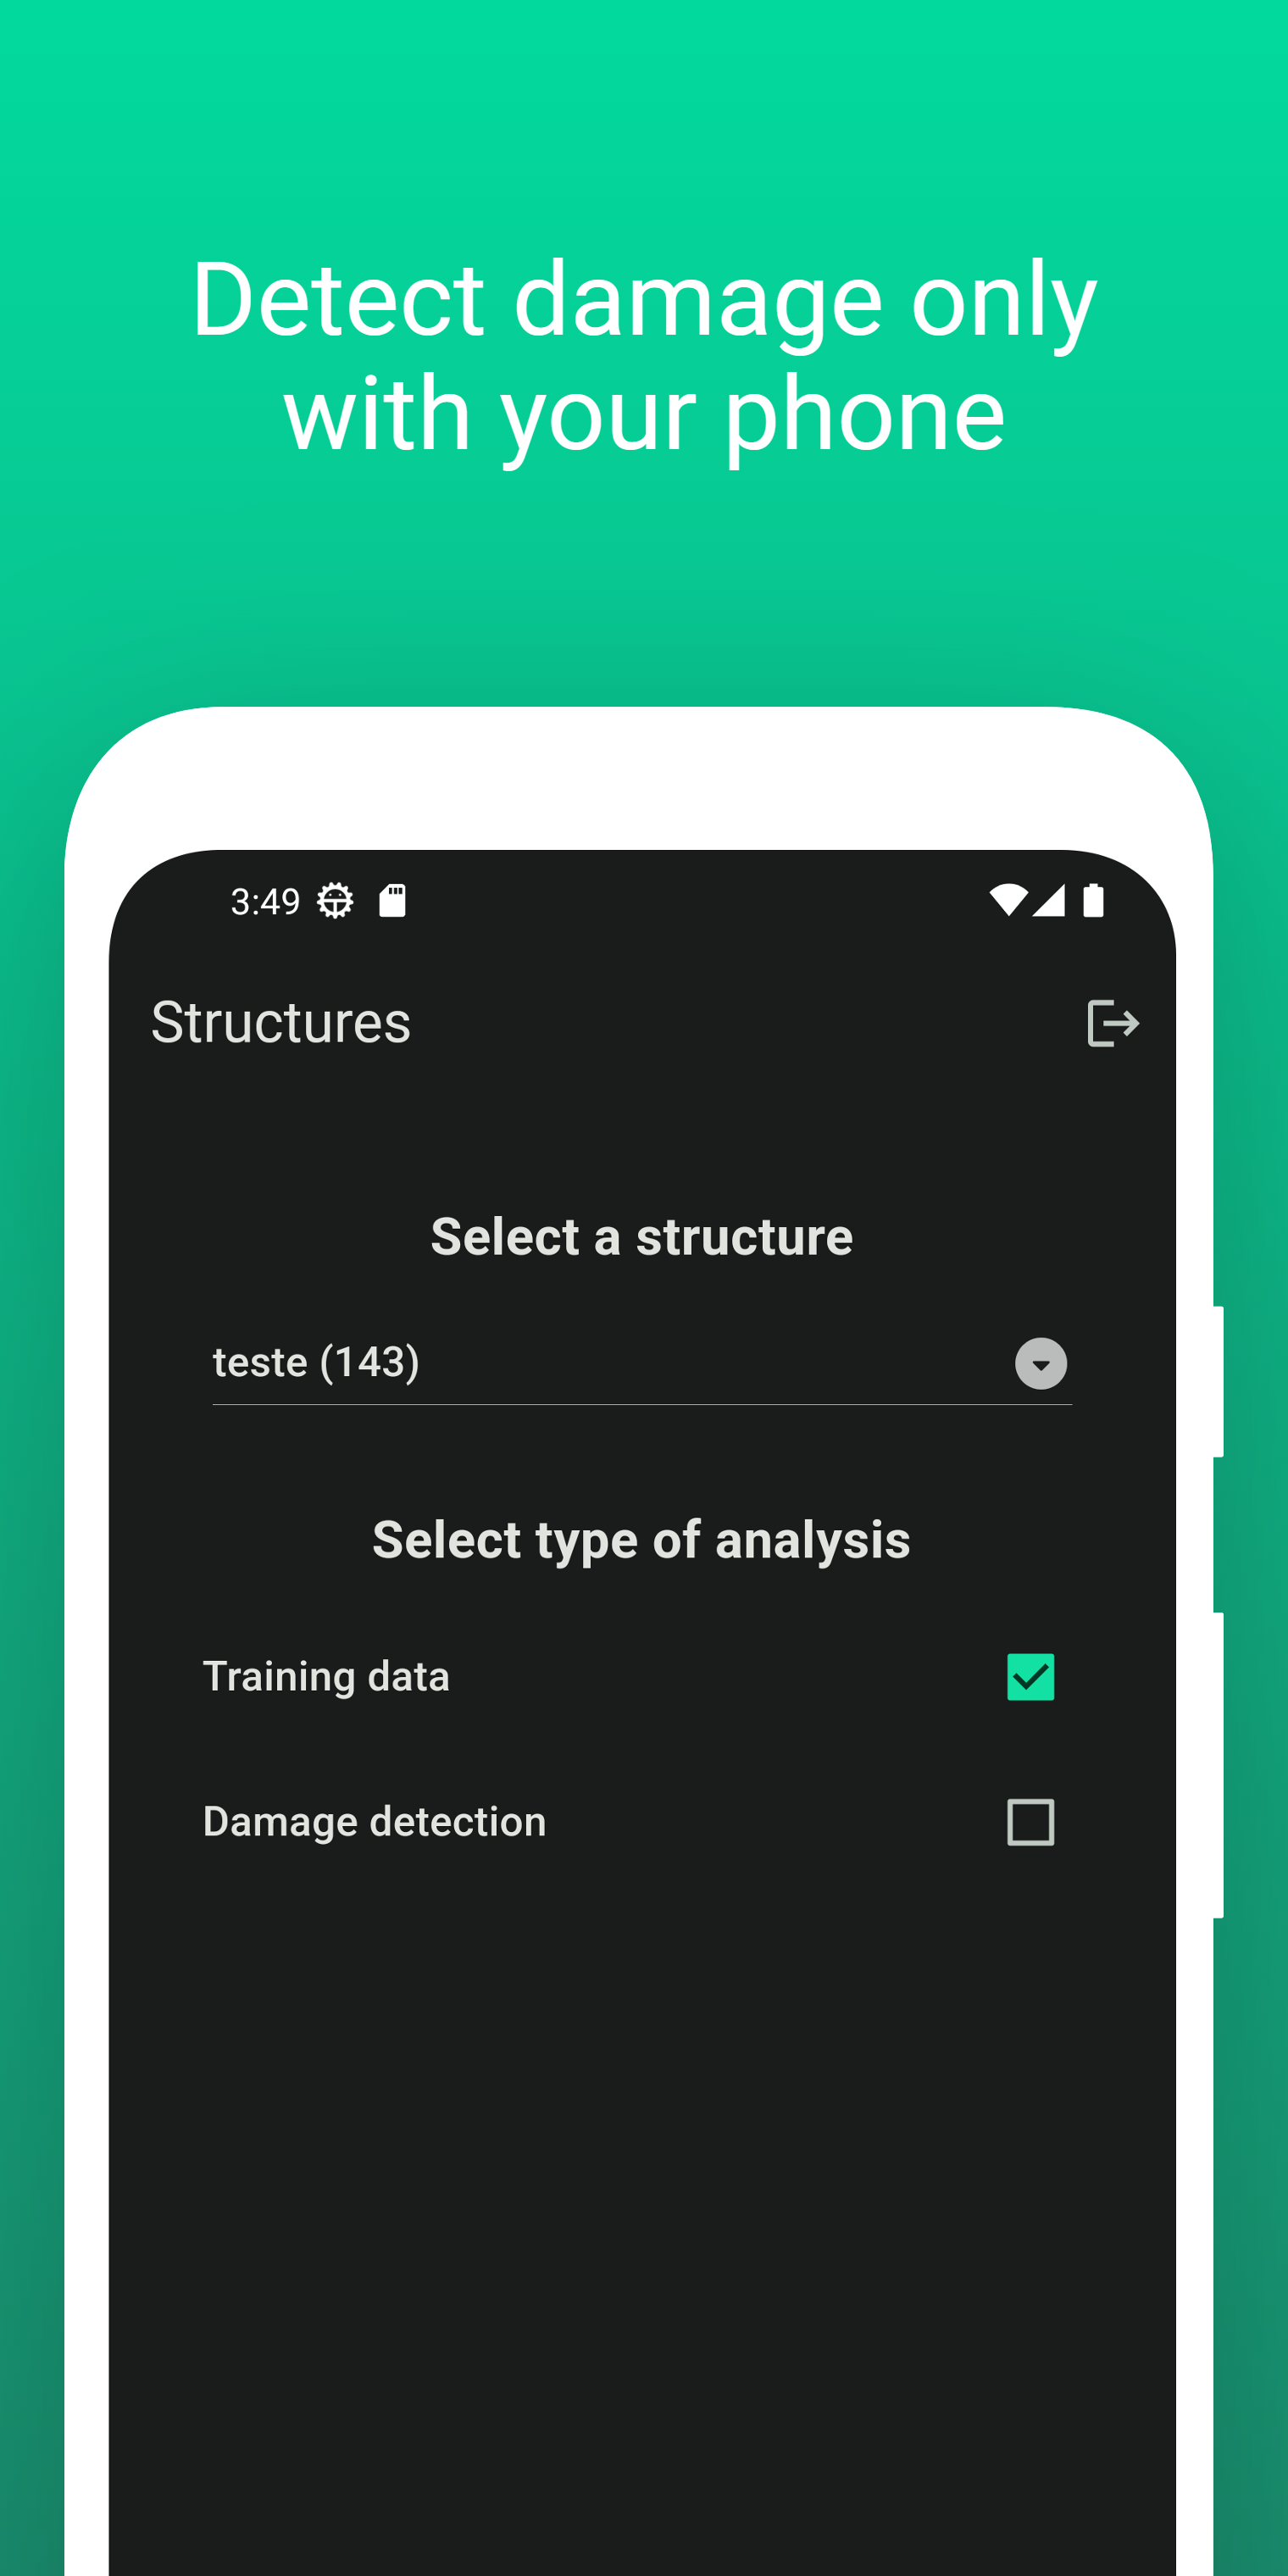 Detect damage only
with your phone
3:49
Structures
Select a structure
teste (143)
Select type of analysis
Training data
Damage detection